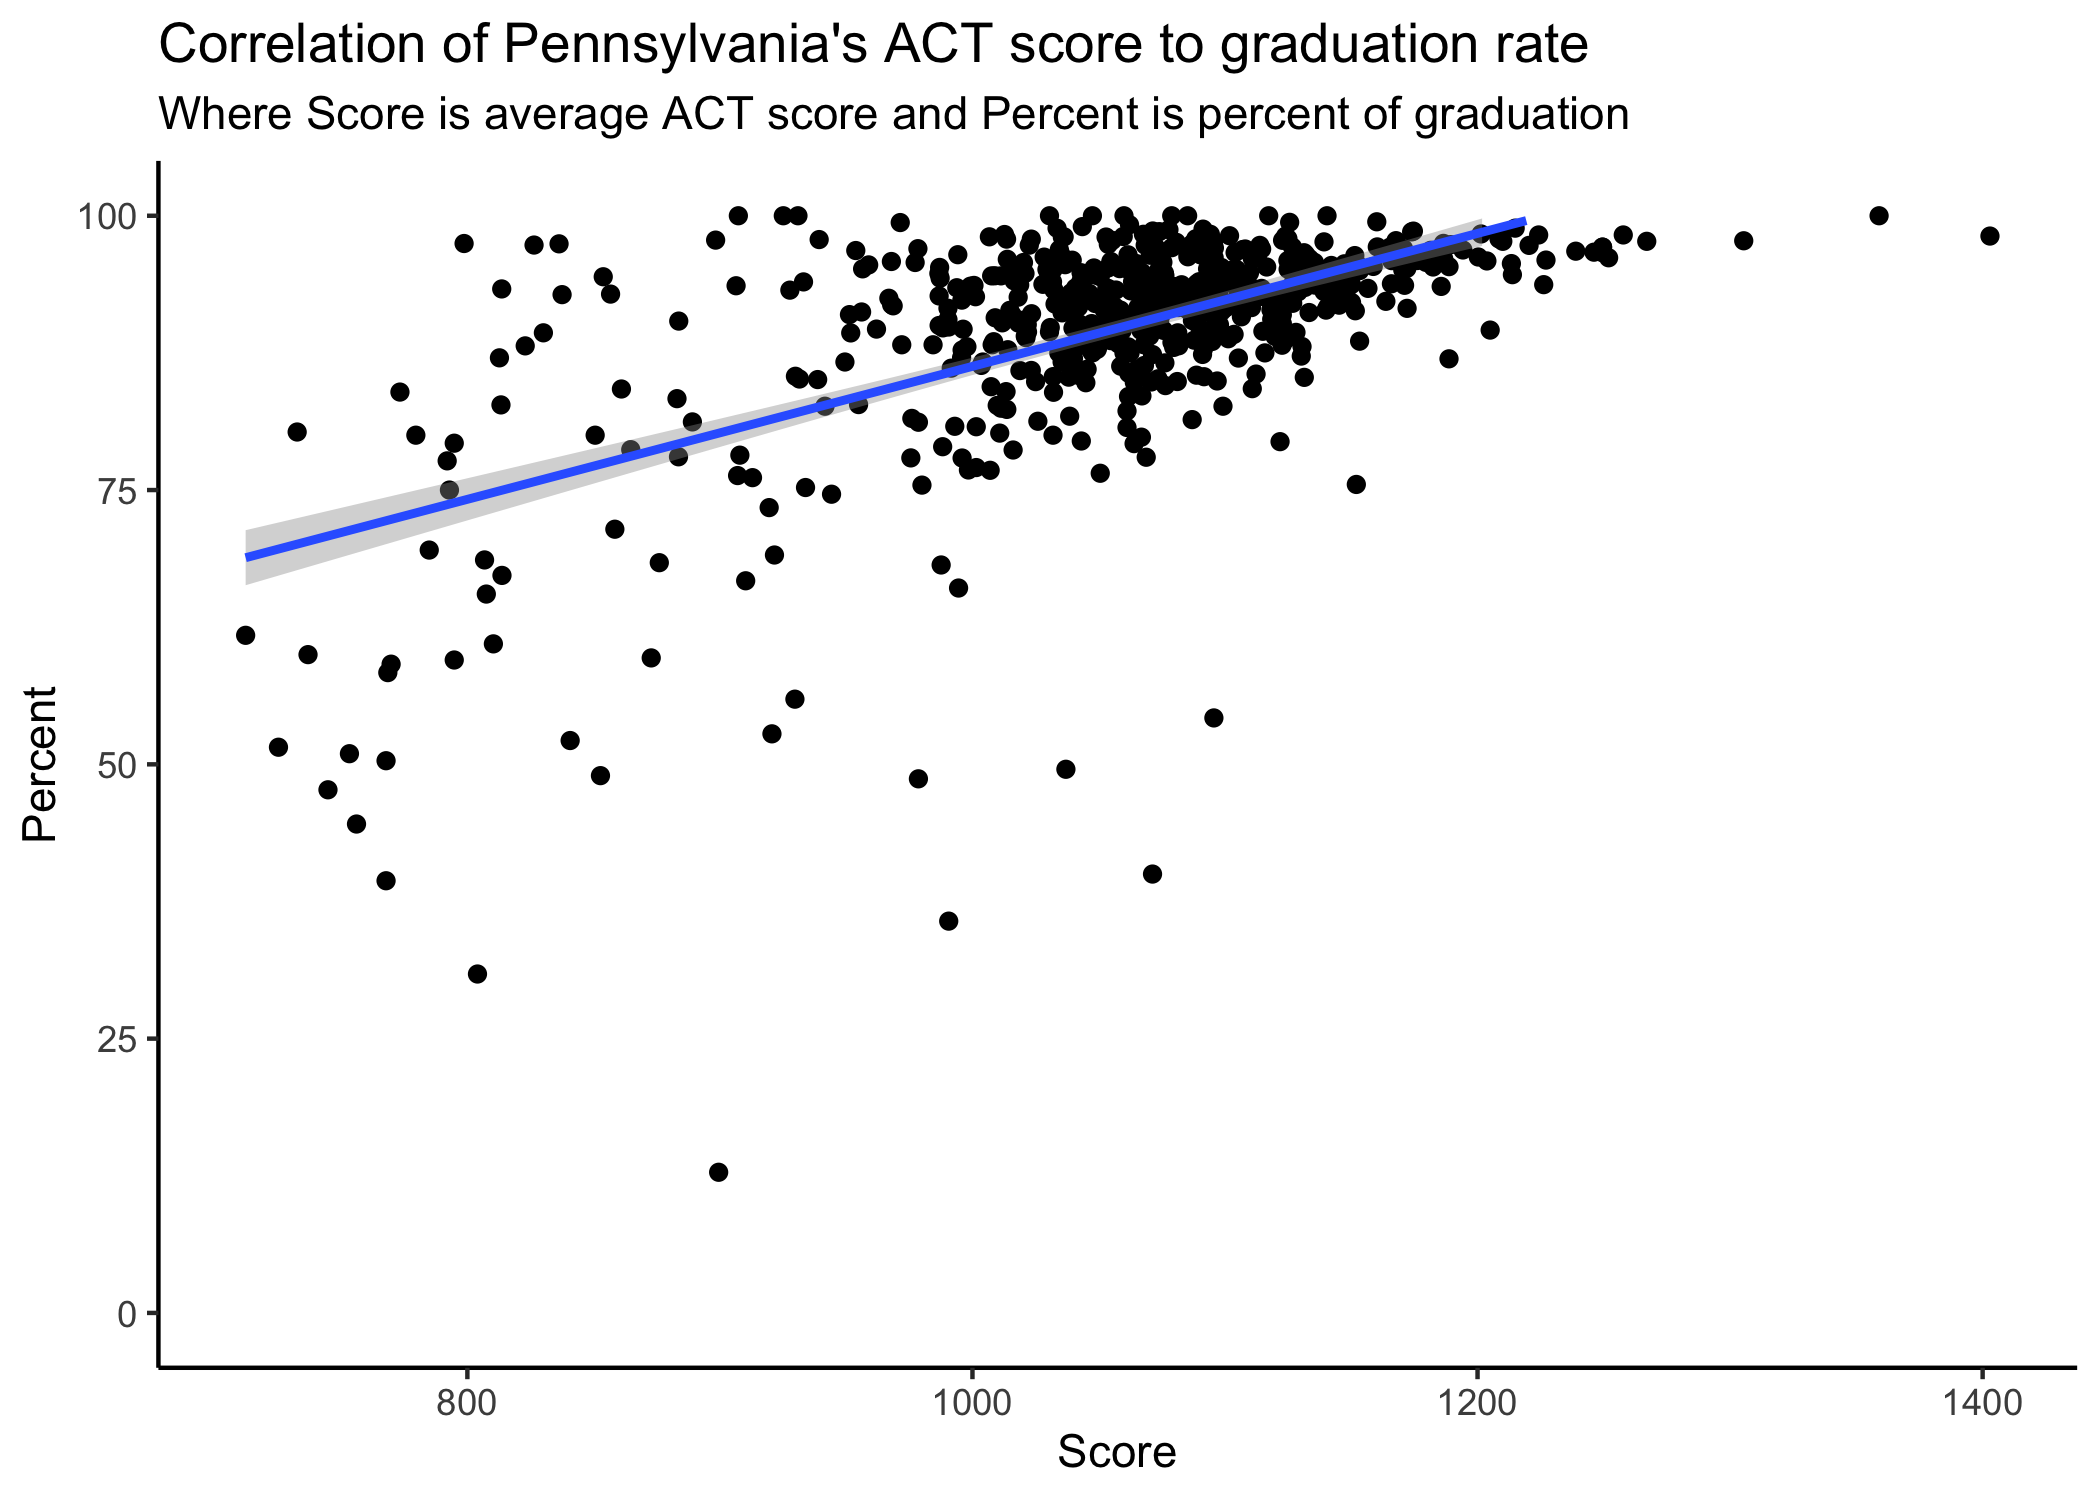 Correlation of Pennsylvania's ACT score to graduation rate
Where Score is average ACT score and Percent is percent of graduation
100
75
50
25
0
Percent
800 1000 1200 1400
Score